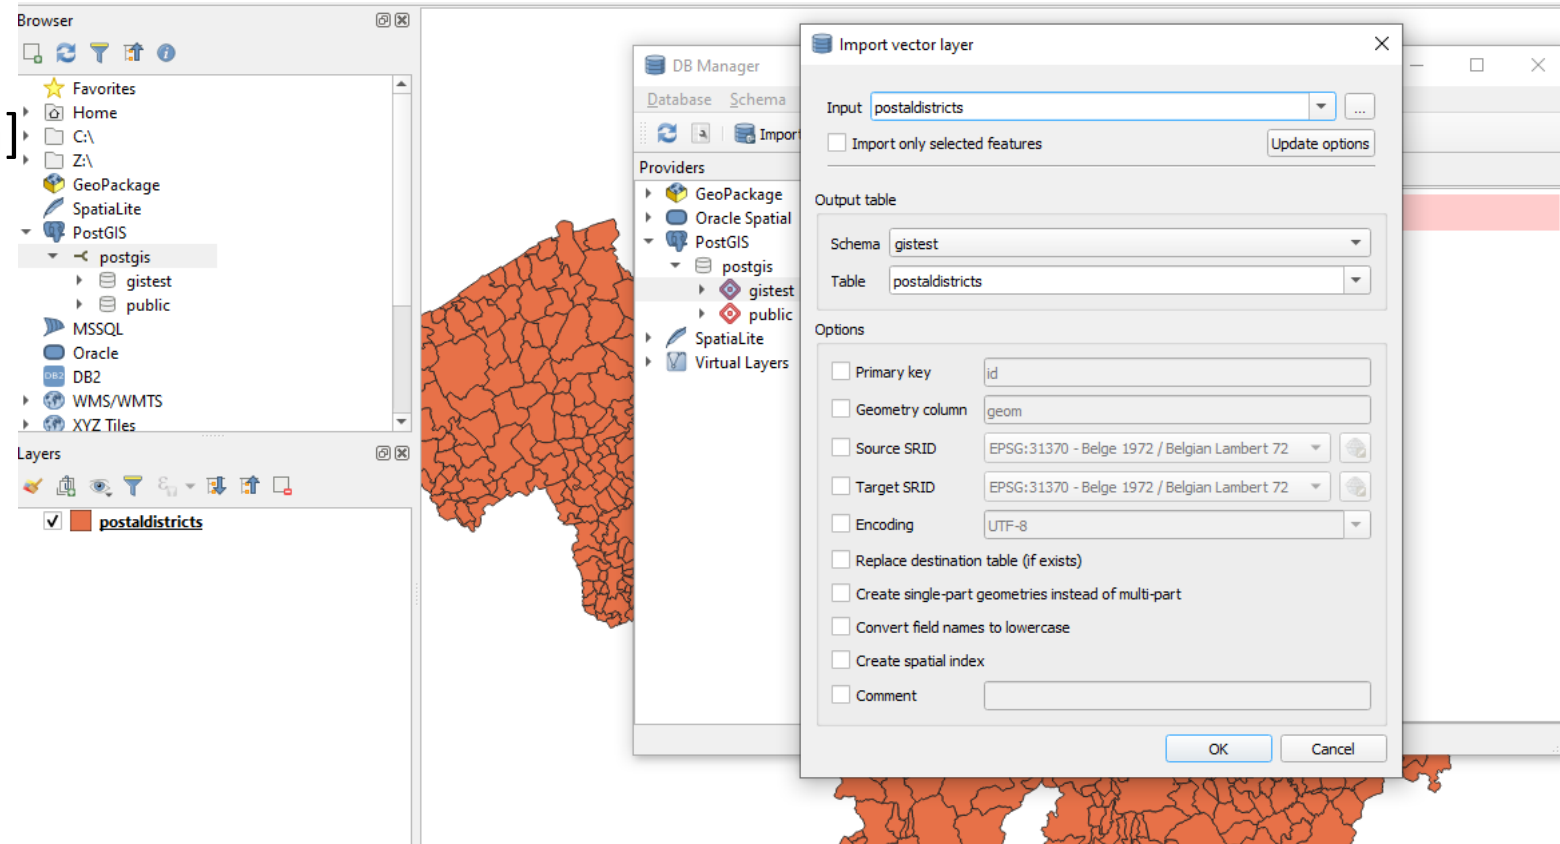 Browser
Favorites
Home
C:\
Z:\
GeoPackage
SpatiaLite
PostGIS
postgis
gistest
public
MSSQL
Oracle
DB2
DB2
WMS/WMTS
XYZ Tiles
Layers
postaldistricts
DB Manager
Database Schema
Import
Providers
GeoPackage
Oracle Spatial
PostGIS
postgis
gistest
public
SpatiaLite
Virtual Layers
Import vector layer
Input postaldistricts ...
Import only selected features Update options
Output table
Schema gistest
Table postaldistricts
Options
Primary key id
Geometry column geom
Source SRID EPSG:31370 - Belge 1972 / Belgian Lambert 72
Target SRID EPSG:31370 - Belge 1972 / Belgian Lambert 72
Encoding UTF-8
Replace destination table (if exists)
Create single-part geometries instead of multi-part
Convert field names to lowercase
Create spatial index
Comment
OK Cancel
]